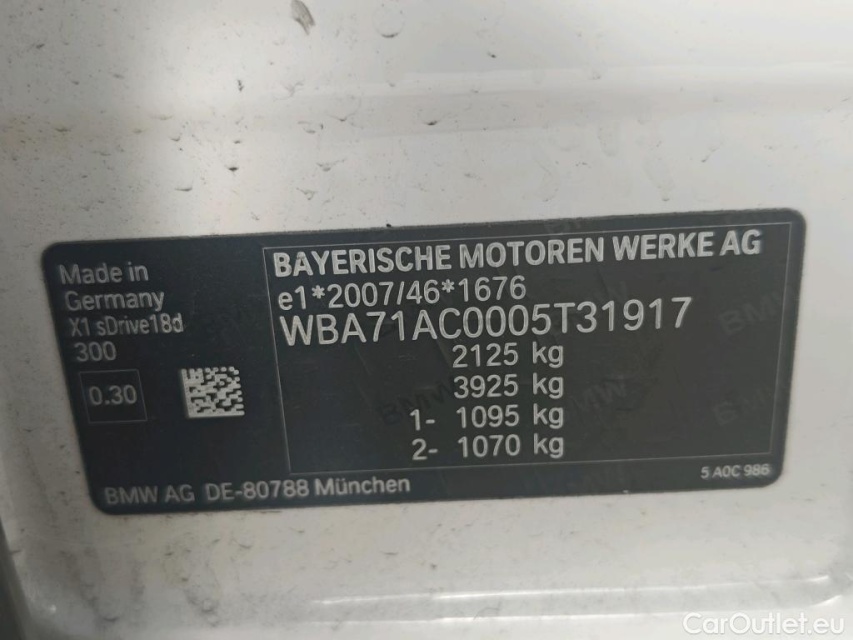 BAYERISCHE MOTOREN WERKE AG
e1*2007/46*1676
WBA71AC0005T31917
2125 kg
3925 kg
1- 1095 kg
2- 1070 kg
Made in
Germany
X1 sDrive18d
300
0.30
5 A0C 986
BMW AG DE-80788 München
CarOutlet.eu